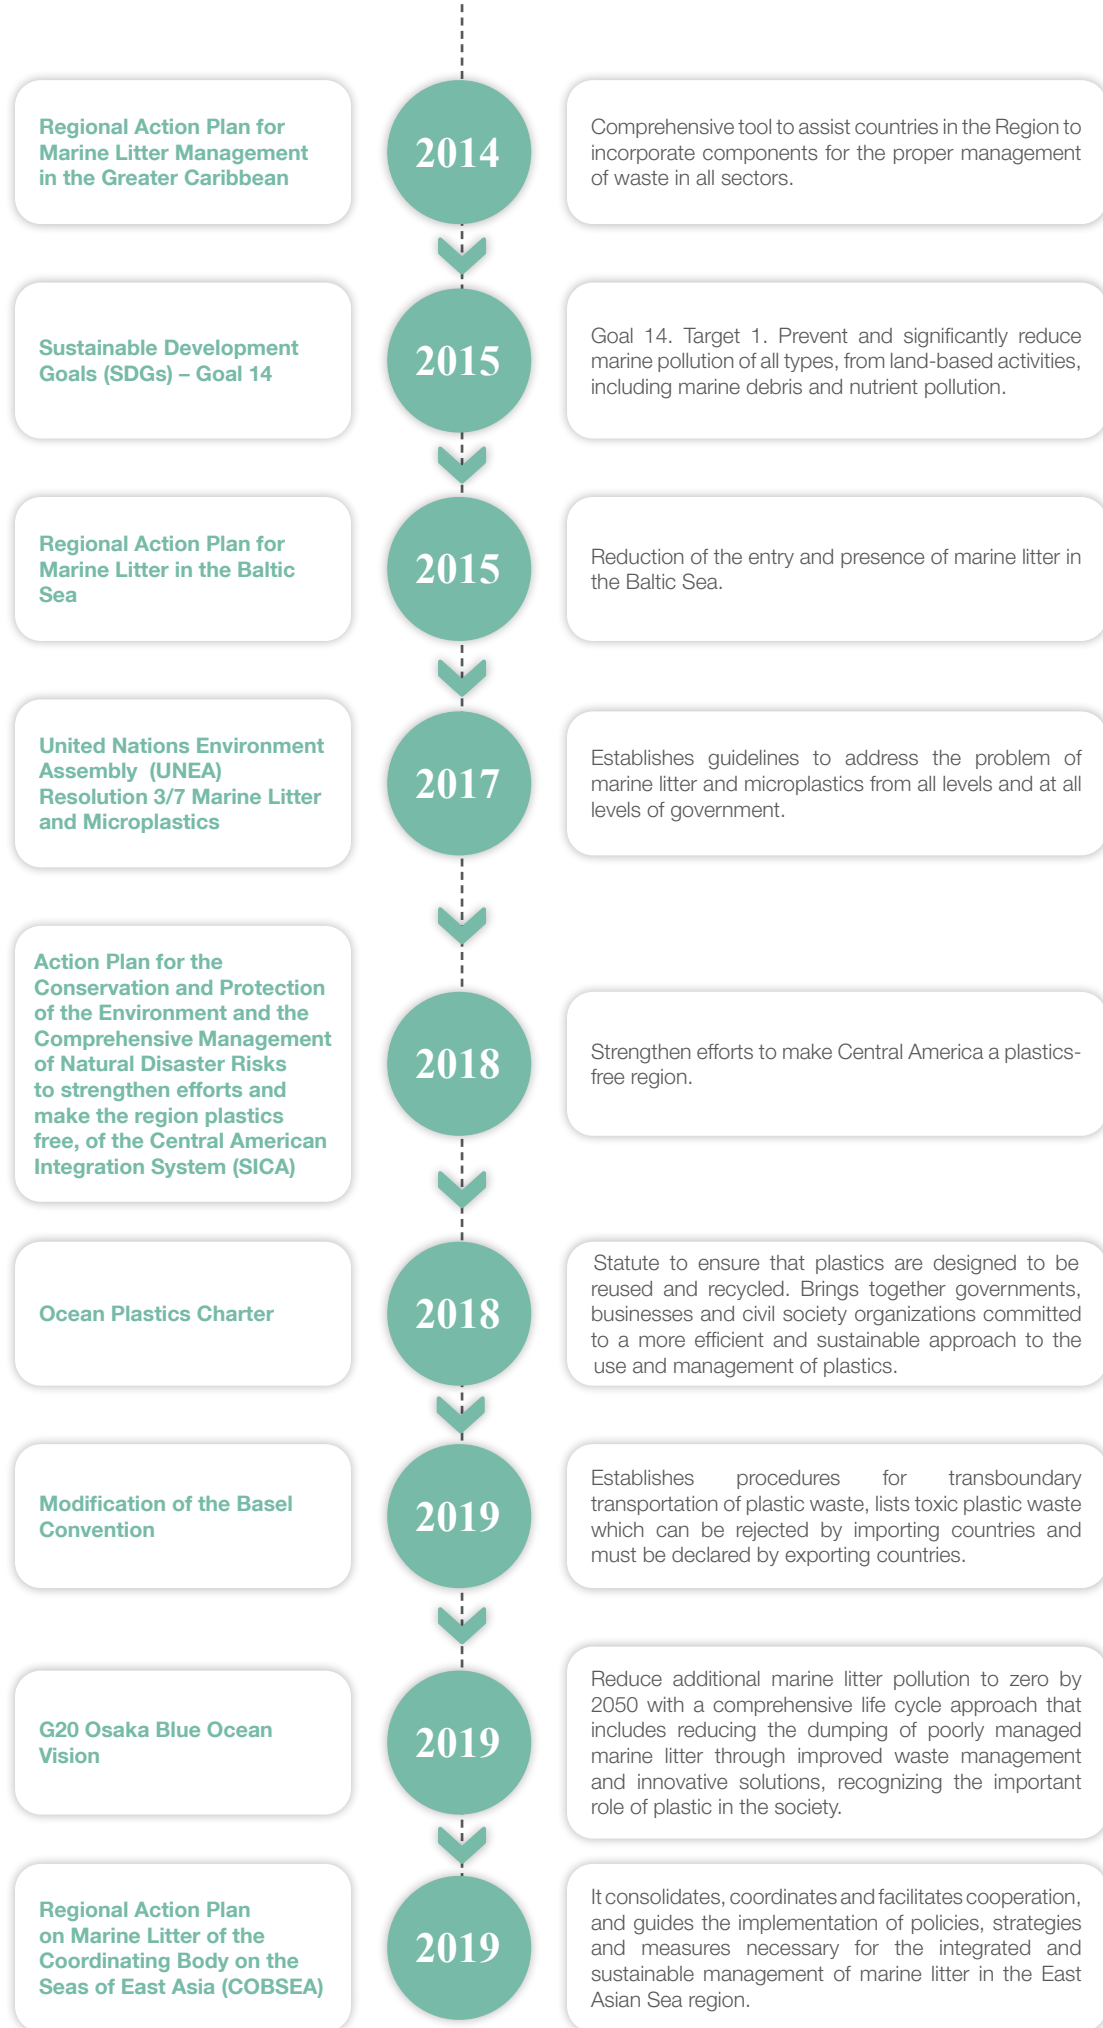 Regional Action Plan for
Marine Litter Management
in the Greater Caribbean
2014
Comprehensive tool to assist countries in the Region to
incorporate components for the proper management
of waste in all sectors.
Sustainable Development
Goals (SDGs) – Goal 14
2015
Goal 14. Target 1. Prevent and significantly reduce
marine pollution of all types, from land-based activities,
including marine debris and nutrient pollution.
Regional Action Plan for
Marine Litter in the Baltic
Sea
2015
Reduction of the entry and presence of marine litter in
the Baltic Sea.
United Nations Environment
Assembly (UNEA)
Resolution 3/7 Marine Litter
and Microplastics
2017
Establishes guidelines to address the problem of
marine litter and microplastics from all levels and at all
levels of government.
Action Plan for the
Conservation and Protection
of the Environment and the
Comprehensive Management
of Natural Disaster Risks
to strengthen efforts and
make the region plastics
free, of the Central American
Integration System (SICA)
2018
Strengthen efforts to make Central America a plastics-
free region.
Ocean Plastics Charter
2018
Statute to ensure that plastics are designed to be
reused and recycled. Brings together governments,
businesses and civil society organizations committed
to a more efficient and sustainable approach to the
use and management of plastics.
Modification of the Basel
Convention
2019
Establishes procedures for transboundary
transportation of plastic waste, lists toxic plastic waste
which can be rejected by importing countries and
must be declared by exporting countries.
G20 Osaka Blue Ocean
Vision
2019
Reduce additional marine litter pollution to zero by
2050 with a comprehensive life cycle approach that
includes reducing the dumping of poorly managed
marine litter through improved waste management
and innovative solutions, recognizing the important
role of plastic in the society.
Regional Action Plan
on Marine Litter of the
Coordinating Body on the
Seas of East Asia (COBSEA)
2019
It consolidates, coordinates and facilitates cooperation,
and guides the implementation of policies, strategies
and measures necessary for the integrated and
sustainable management of marine litter in the East
Asian Sea region.